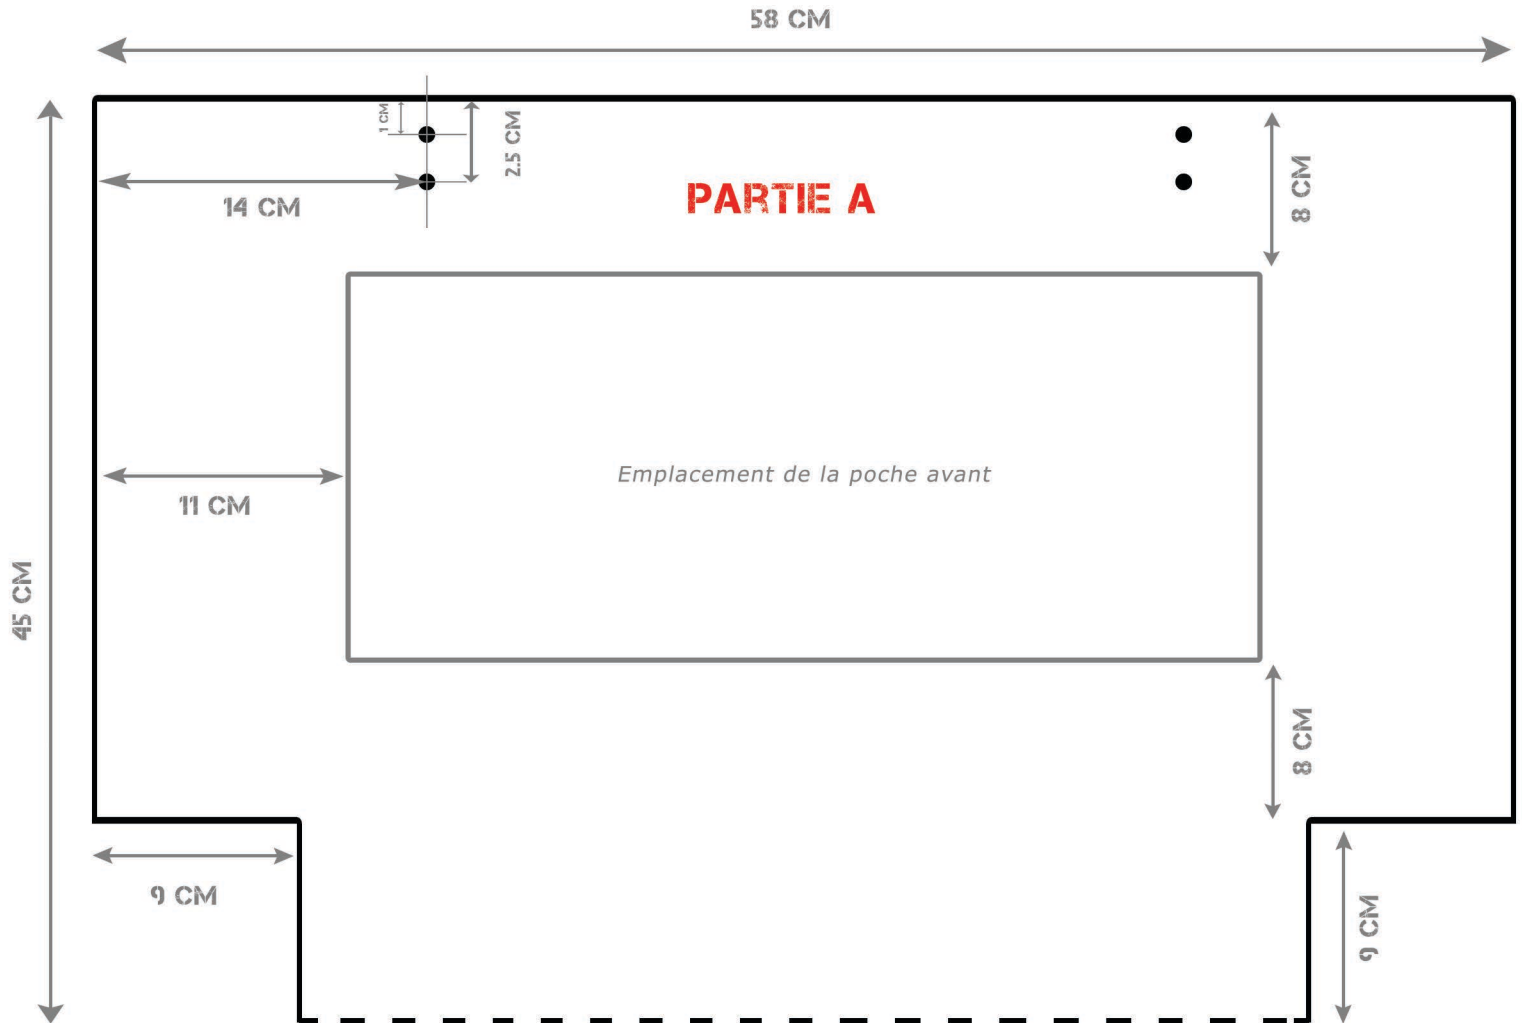 58 CM
1 CM
2.5 CM
8 CM
PARTIE A
14 CM
Emplacement de la poche avant
11 CM
45 CM
8 CM
9 CM
9 CM